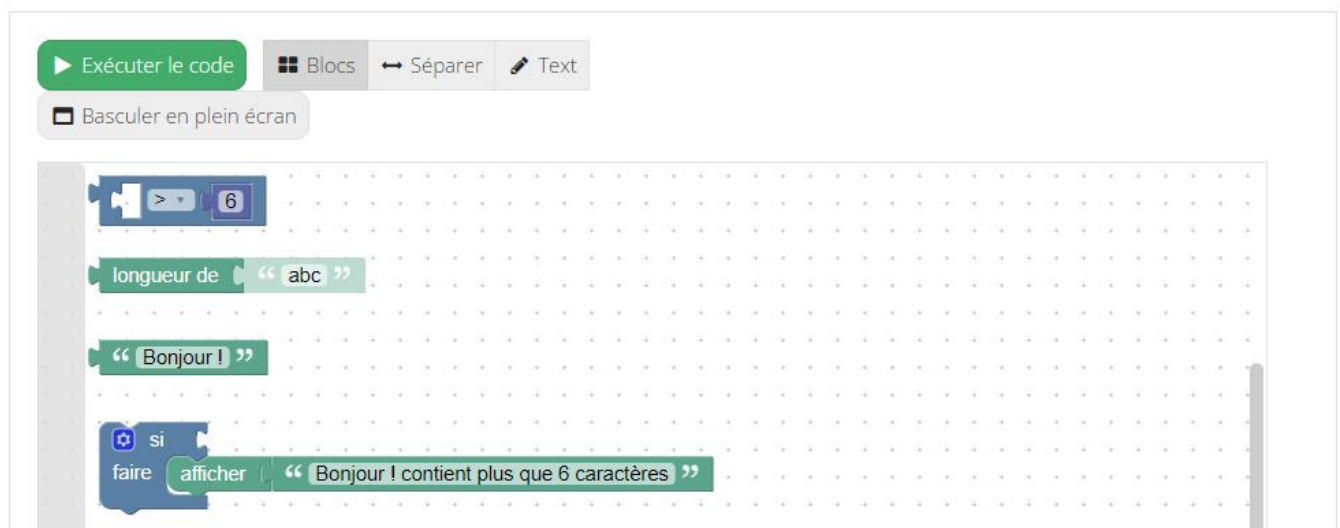 Exécuter le code Blocs Séparer Text
Basculer en plein écran
> 6
longueur de “ abc ”
“ Bonjour ! ”
si
faire afficher “ Bonjour ! contient plus que 6 caractères ”